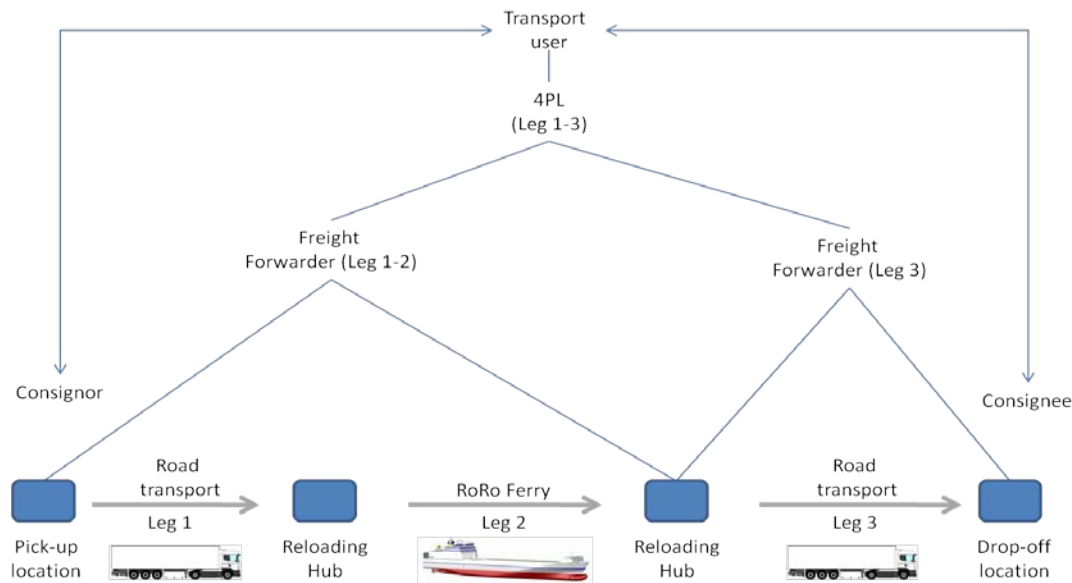 Transport
user
4PL
(Leg 1-3)
Freight
Forwarder (Leg 1-2)
Freight
Forwarder (Leg 3)
Consignor
Consignee
Road
transport
Leg 1
RoRo Ferry
Leg 2
Road
transport
Leg 3
Pick-up
location
Reloading
Hub
Reloading
Hub
Drop-off
location